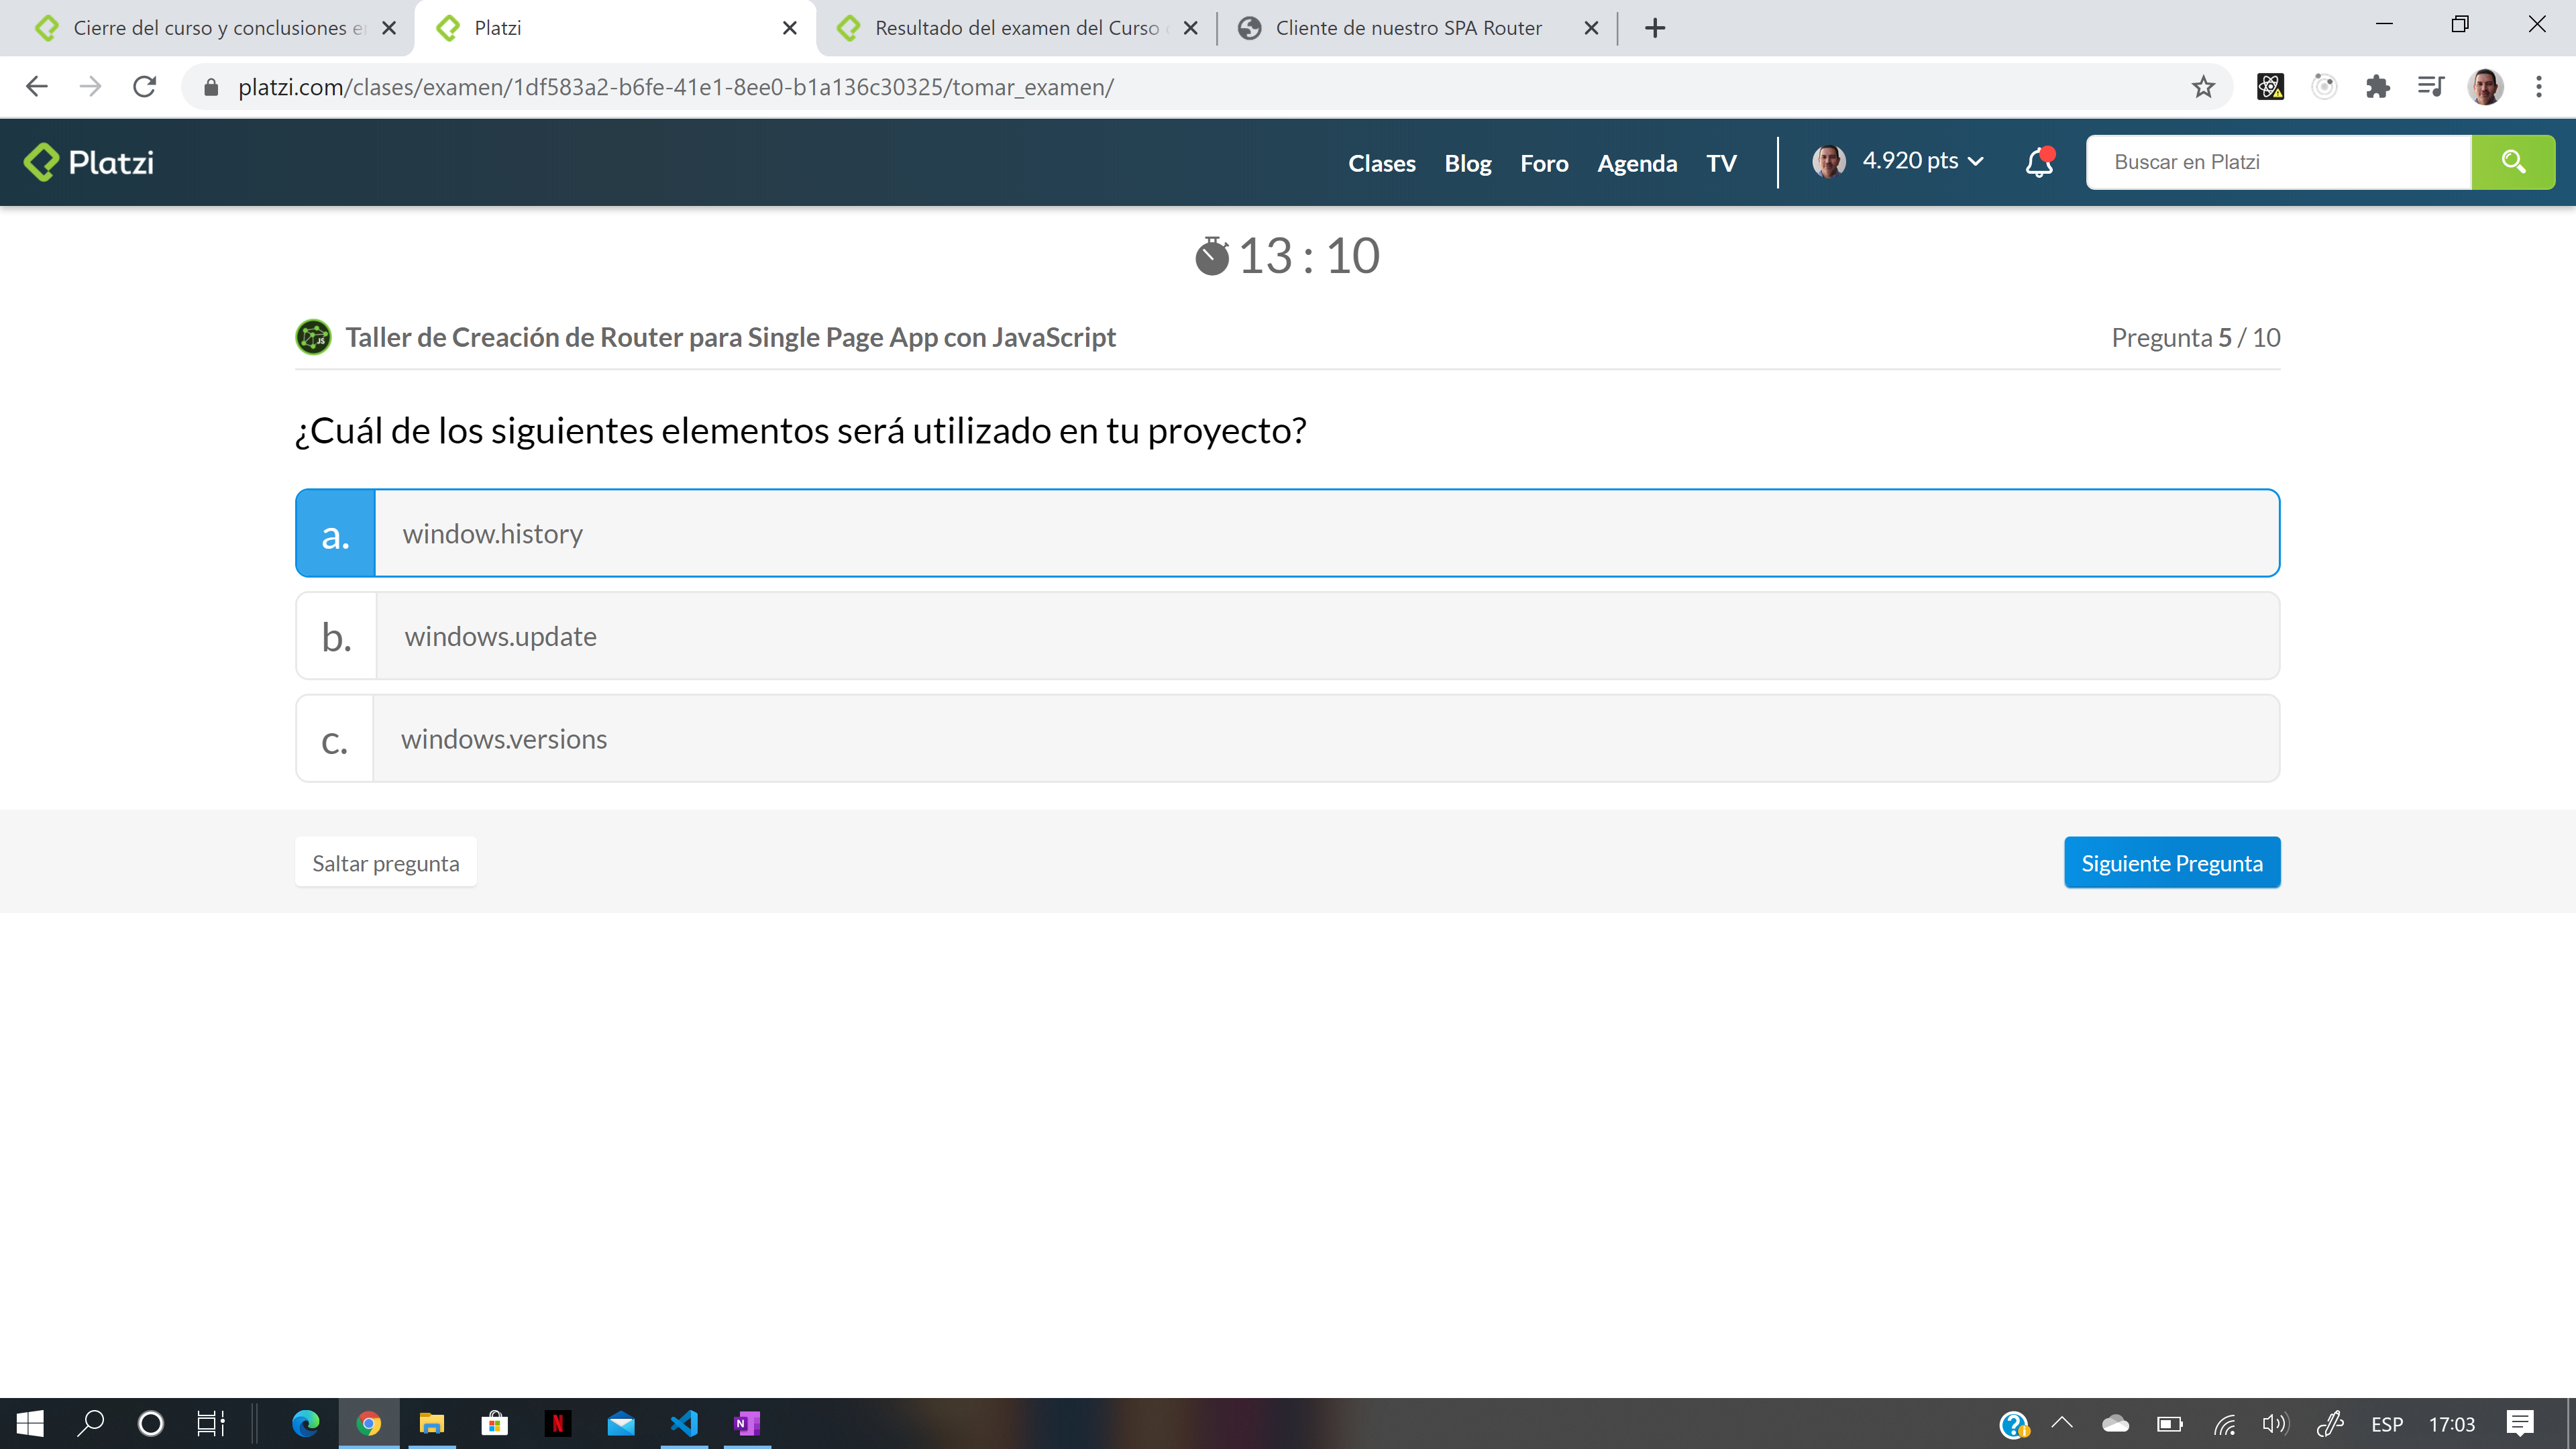 Cierre del curso y conclusiones e
Platzi
Resultado del examen del Curso
Cliente de nuestro SPA Router
platzi.com/clases/examen/1df583a2-b6fe-41e1-8ee0-b1a136c30325/tomar_examen/
Platzi
Clases
Blog
Foro
Agenda
TV
4.920 pts
Buscar en Platzi
13 : 10
JS
Taller de Creación de Router para Single Page App con JavaScript
Pregunta 5 / 10
¿Cuál de los siguientes elementos será utilizado en tu proyecto?
a. window.history
b. windows.update
c. windows.versions
Saltar pregunta
Siguiente Pregunta
ESP
17:03